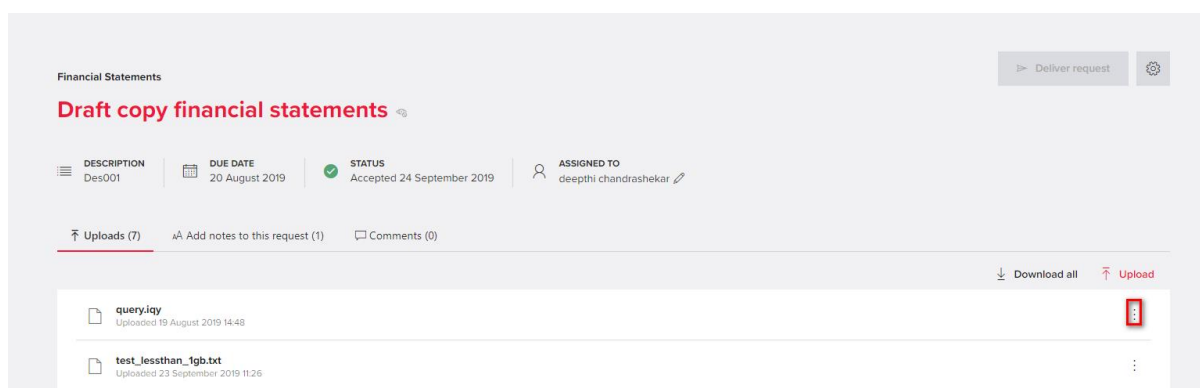 Financial Statements
Deliver request
Draft copy financial statements
DESCRIPTION
Des001
DUE DATE
20 August 2019
STATUS
Accepted 24 September 2019
ASSIGNED TO
deepthi chandrashekar
Uploads (7)
Add notes to this request (1)
Comments (0)
Download all
Upload
query.iqy
Uploaded 19 August 2019 14:48
test_lessthan_1gb.txt
Uploaded 23 September 2019 11:26